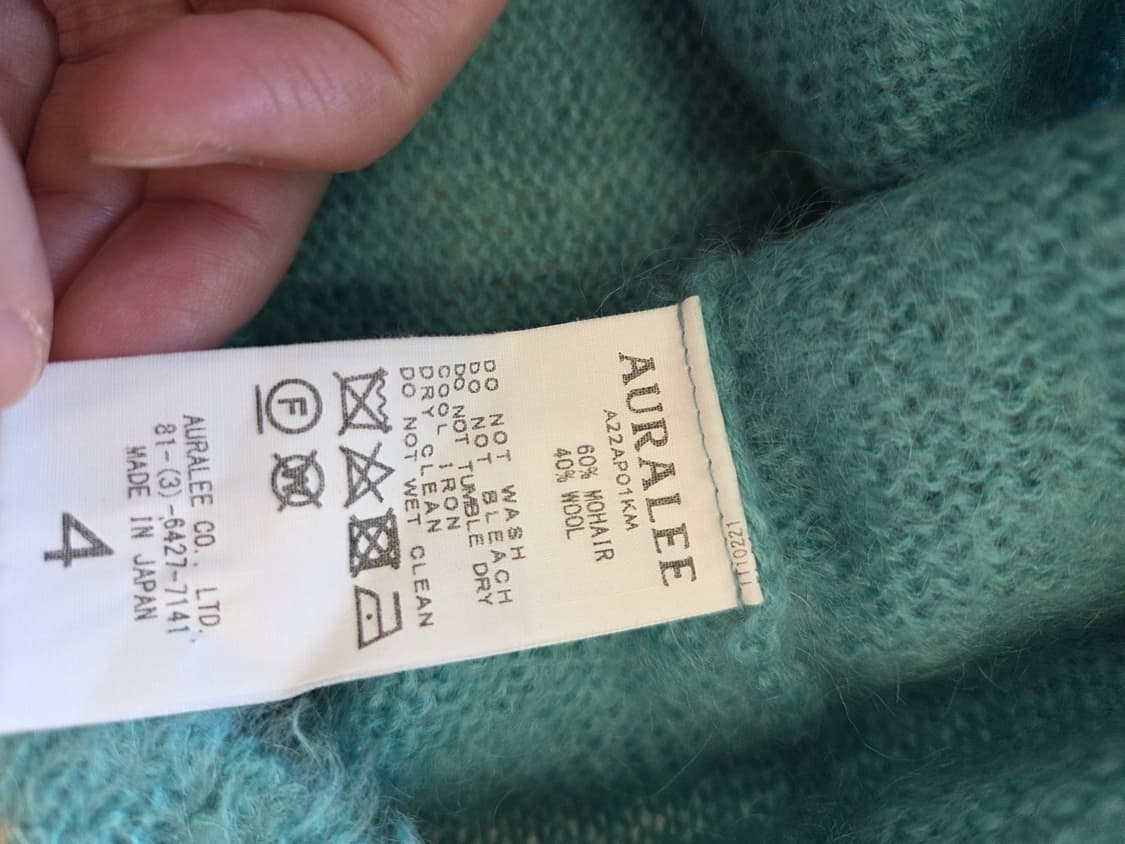 AURALEE
A22AP01KM
60% MOHAIR
40% WOOL
DO NOT WASH
DO NOT BLEACH
DO NOT TUMBLE DRY
COOL IRON
DRY CLEAN
DO NOT WET CLEAN
F
W
AURALEE CO., LTD.
81-(3)-6427-7141
MADE IN JAPAN
4